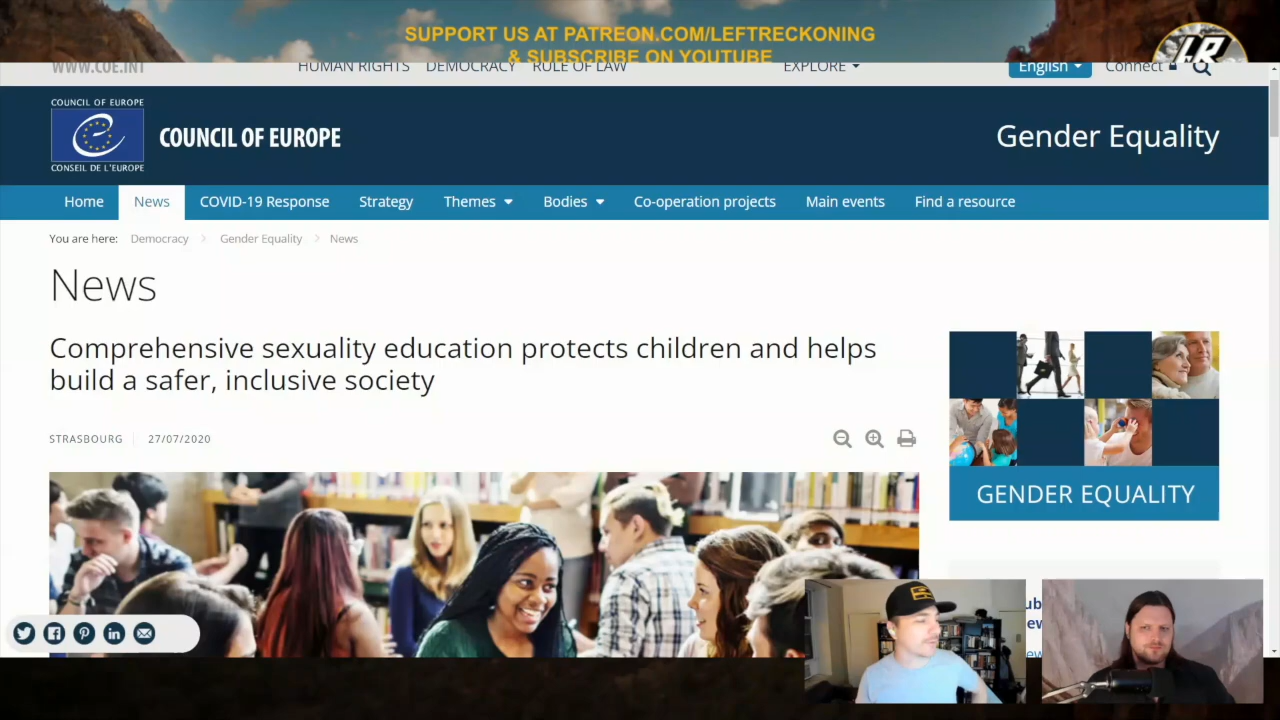 SUPPORT US AT PATREON.COM/LEFTRECKONING
& SUBSCRIBE ON YOUTUBE
LR
WWW.COE.INT HUMAN RIGHTS DEMOCRACY RULE OF LAW EXPLORE English Connect
COUNCIL OF EUROPE
COUNCIL OF EUROPE
CONSEIL DE L'EUROPE
Gender Equality
Home News COVID-19 Response Strategy Themes Bodies Co-operation projects Main events Find a resource
You are here: Democracy Gender Equality News
News
Comprehensive sexuality education protects children and helps
build a safer, inclusive society
STRASBOURG 27/07/2020
GENDER EQUALITY